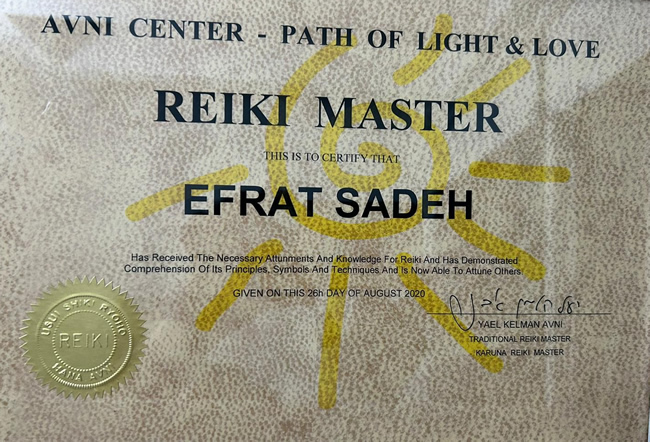 AVNI CENTER - PATH OF LIGHT & LOVE
REIKI MASTER
THIS IS TO CERTIFY THAT
EFRAT SADEH
Has Received The Necessary Attunments And Knowledge For Reiki And Has Demonstrated
Comprehension Of Its Principles, Symbols And Techniques And Is Now Able To Attune Others
GIVEN ON THIS 26h DAY OF AUGUST 2020
YAEL KELMAN AVNI
TRADITIONAL REIKI MASTER
KARUNA REIKI MASTER
USUI SHIKI RYOHO
REIKI